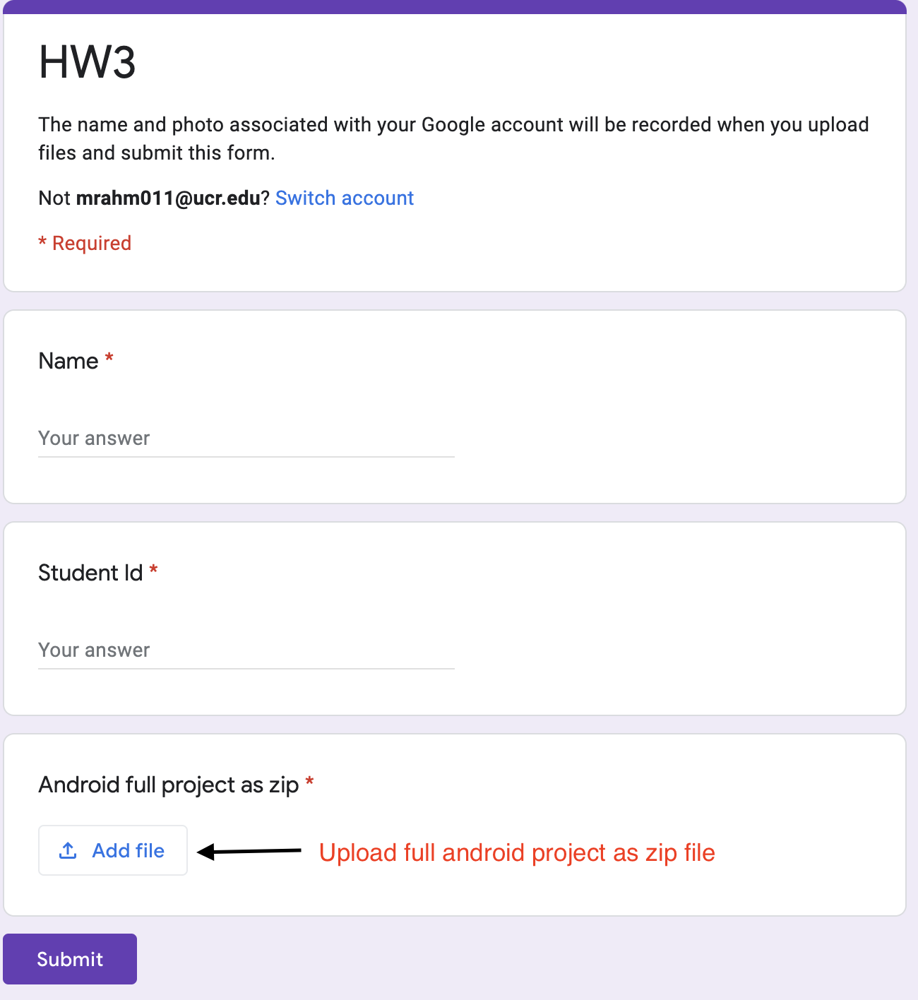 HW3
The name and photo associated with your Google account will be recorded when you upload
files and submit this form.
Not mrahm011@ucr.edu? Switch account
* Required
Name *
Your answer
Student Id *
Your answer
Android full project as zip *
Add file
Upload full android project as zip file
Submit